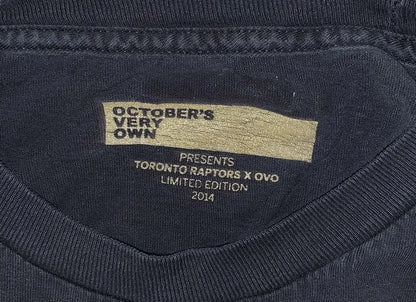 OCTOBER'S
VERY
OWN
PRESENTS
TORONTO RAPTORS X OVO
LIMITED EDITION
2014